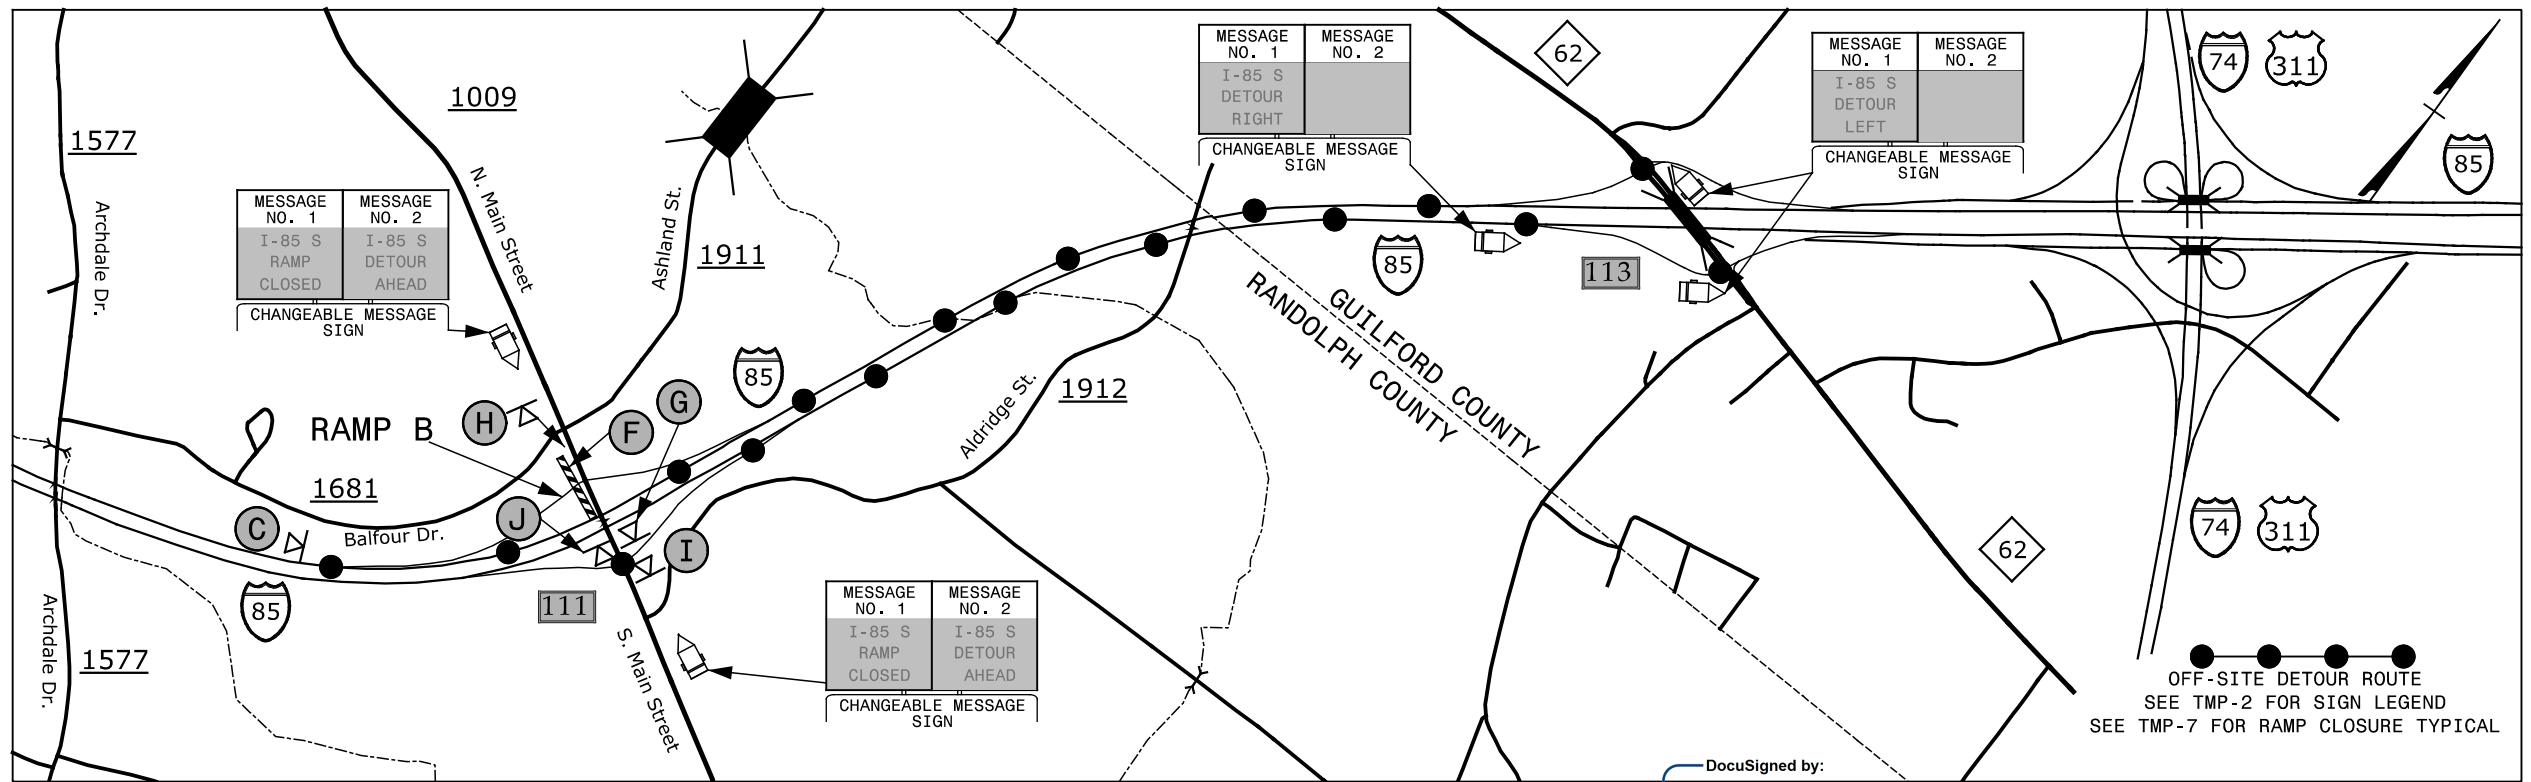 1577
Archdale Dr.
1009
N. Main Street
MESSAGE NO. 1
MESSAGE NO. 2
I-85 S
RAMP
CLOSED
I-85 S
DETOUR
AHEAD
CHANGEABLE MESSAGE
SIGN
Ashland St.
1911
MESSAGE NO. 1
MESSAGE NO. 2
I-85 S
DETOUR
RIGHT
CHANGEABLE MESSAGE
SIGN
62
MESSAGE NO. 1
MESSAGE NO. 2
I-85 S
DETOUR
LEFT
CHANGEABLE MESSAGE
SIGN
74
311
85
85
113
GUILFORD COUNTY
RANDOLPH COUNTY
85
1912
Aldridge St.
RAMP B
H
F
G
1681
C
J
I
Balfour Dr.
85
111
Archdale Dr.
1577
S. Main Street
MESSAGE NO. 1
MESSAGE NO. 2
I-85 S
RAMP
CLOSED
I-85 S
DETOUR
AHEAD
CHANGEABLE MESSAGE
SIGN
62
74
311
OFF-SITE DETOUR ROUTE
SEE TMP-2 FOR SIGN LEGEND
SEE TMP-7 FOR RAMP CLOSURE TYPICAL
DocuSigned by: